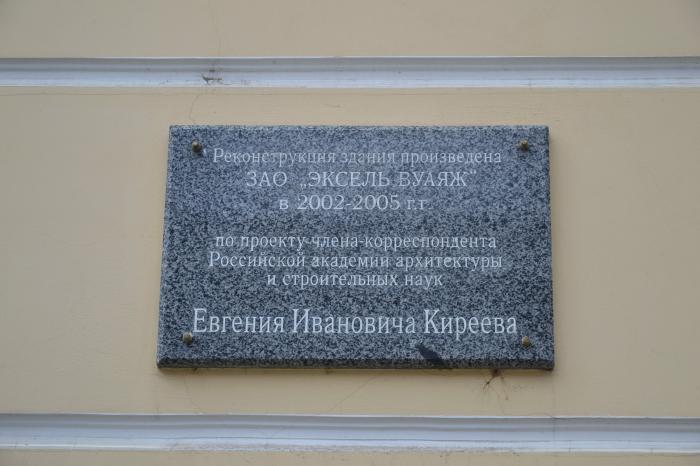 Реконструкция здания произведена
ЗАО „ЭКСЕЛЬ ВУАЯЖ"
в 2002-2005 г.г.
по проекту члена-корреспондента
Российской академии архитектуры
и строительных наук
Евгения Ивановича Киреева